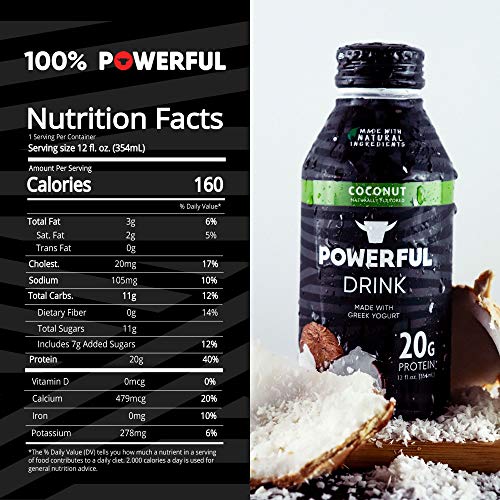 100% POWERFUL
Nutrition Facts
1 Serving Per Container
Serving size 12 fl. oz. (354mL)
Amount Per Serving
Calories 160
% Daily Value*
Total Fat 3g 6%
Sat. Fat 2g 5%
Trans Fat 0g
Cholest. 20mg 17%
Sodium 105mg 10%
Total Carbs. 11g 12%
Dietary Fiber 0g 14%
Total Sugars 11g
Includes 7g Added Sugars 12%
Protein 20g 40%
Vitamin D 0mcg 0%
Calcium 479mcg 20%
Iron 0mg 10%
Potassium 278mg 6%
*The % Daily Value (DV) tells you how much a nutrient in a serving
of food contributes to a daily diet. 2,000 calories a day is used for
general nutrition advice.
MADE WITH
NATURAL
INGREDIENTS
COCONUT
NATURALLY FLAVORED
POWERFUL
DRINK
MADE WITH
GREEK YOGURT
20G
PROTEIN*
12 fl oz. (354mL)